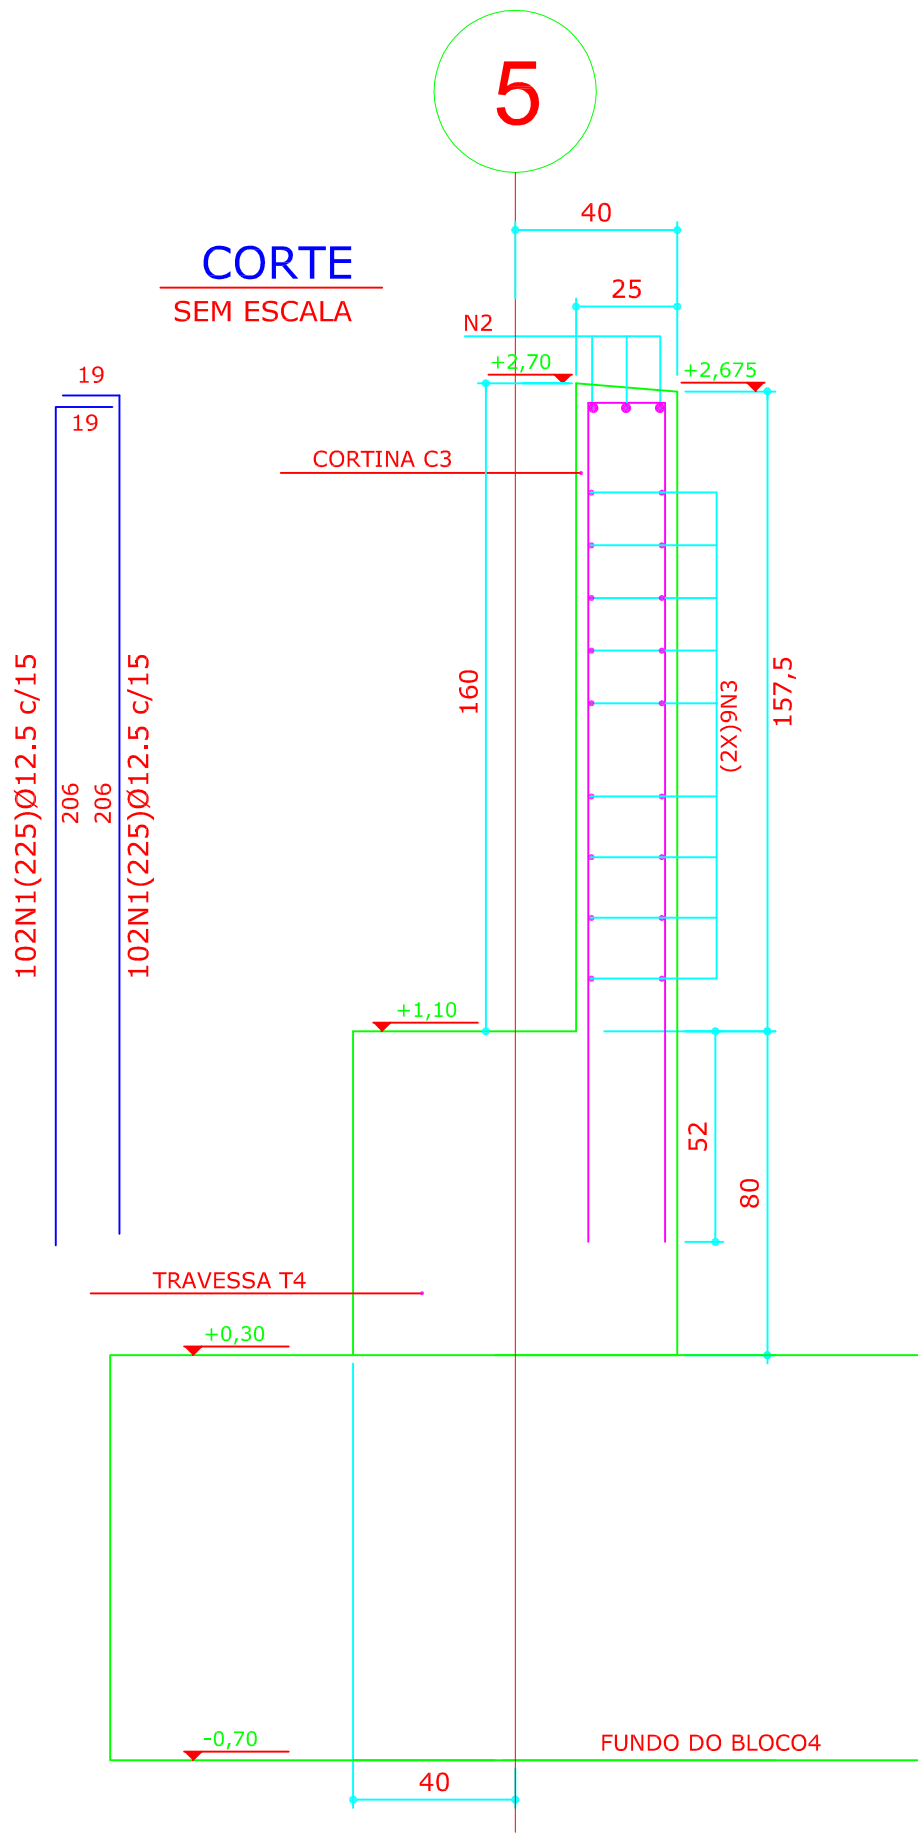 5
40
CORTE
SEM ESCALA
25
N2
+2,70
+2,675
19
19
CORTINA C3
102N1(225)Ø12.5 c/15
206
206
102N1(225)Ø12.5 c/15
160
(2X)9N3
157,5
+1,10
52
80
TRAVESSA T4
+0,30
-0,70
FUNDO DO BLOCO4
40